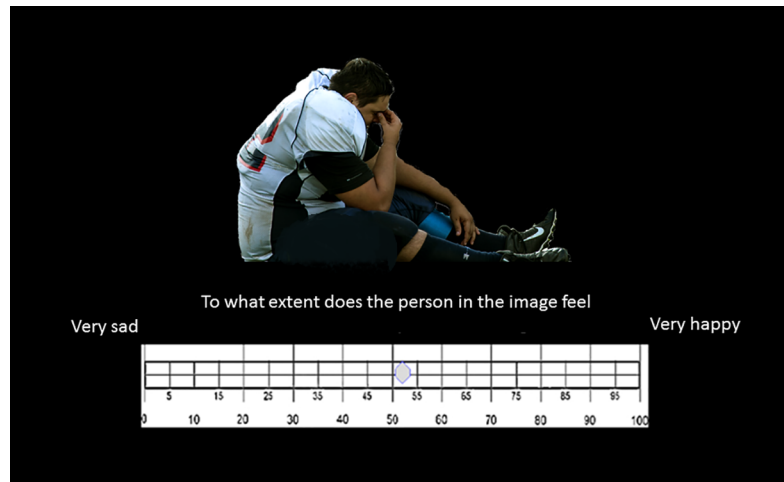 To what extent does the person in the image feel
Very sad
Very happy
5 15 25 35 45 55 65 75 85 95
0 10 20 30 40 50 60 70 80 90 100